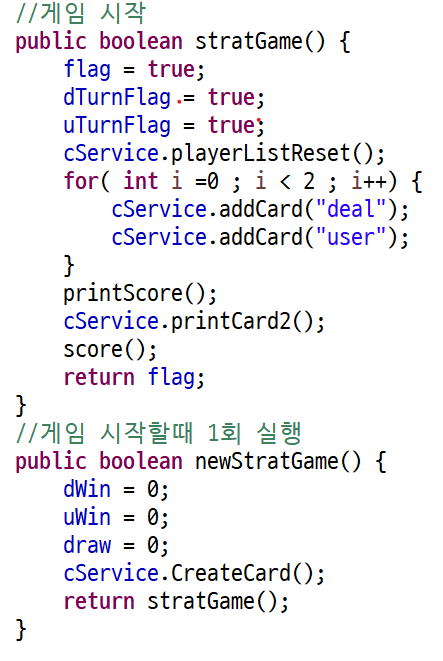 //게임 시작
public boolean stratGame() {
    flag = true;
    dTurnFlag = true;
    uTurnFlag = true;
    cService.playerListReset();
    for( int i =0 ; i < 2 ; i++) {
        cService.addCard("deal");
        cService.addCard("user");
    }
    printScore();
    cService.printCard2();
    score();
    return flag;
}
//게임 시작할때 1회 실행
public boolean newStratGame() {
    dWin = 0;
    uWin = 0;
    draw = 0;
    cService.CreateCard();
    return stratGame();
}